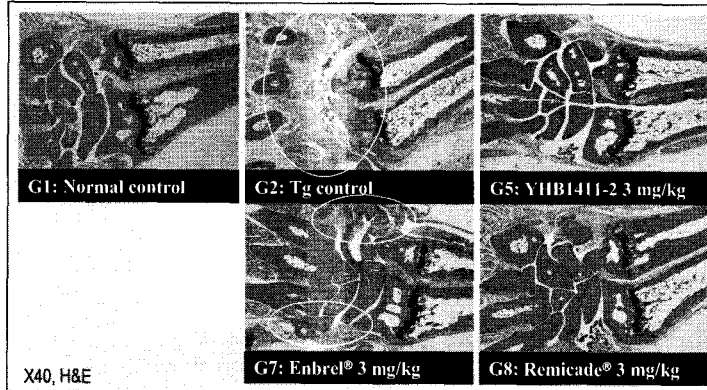 G1: Normal control
G2: Tg control
G5: YHB1411-2 3 mg/kg
G7: Enbrel® 3 mg/kg
G8: Remicade® 3 mg/kg
X40, H&E